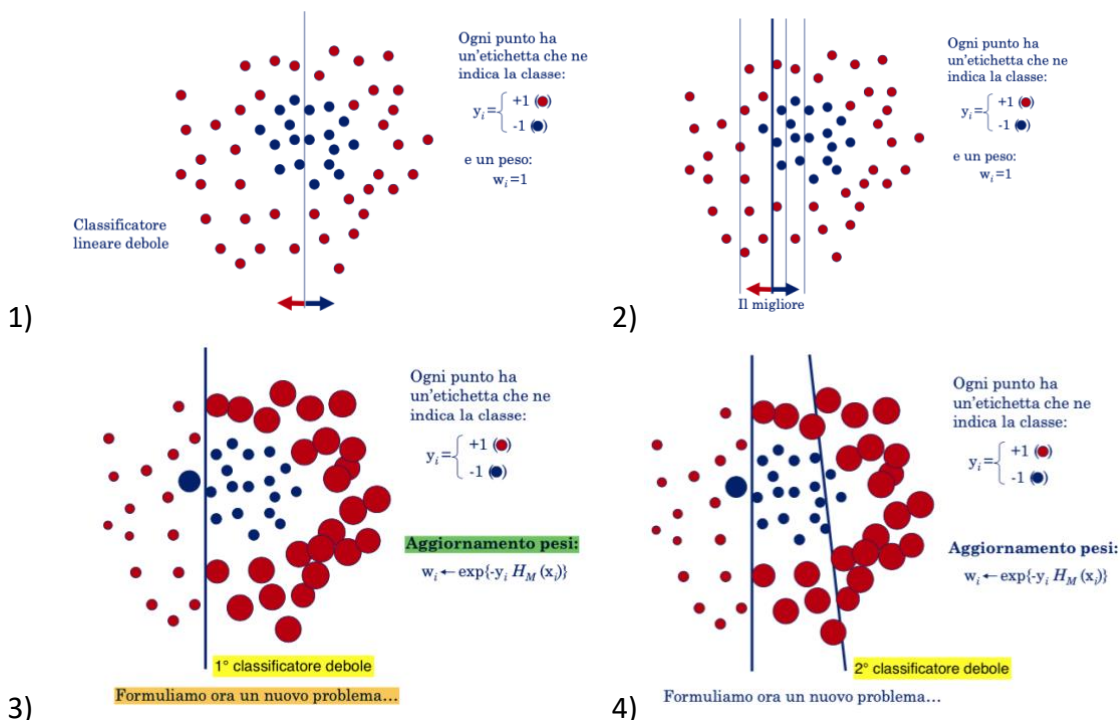 Ogni punto ha
un'etichetta che ne
indica la classe:
yᵢ = { +1 ( )
-1 ( )
e un peso:
wᵢ=1
Classificatore
lineare debole
1)
Ogni punto ha
un'etichetta che ne
indica la classe:
yᵢ = { +1 ( )
-1 ( )
e un peso:
wᵢ=1
Il migliore
2)
Ogni punto ha
un'etichetta che ne
indica la classe:
yᵢ = { +1 ( )
-1 ( )
Aggiornamento pesi:
wᵢ ← exp{-yᵢ H_M (xᵢ)}
1° classificatore debole
Formuliamo ora un nuovo problema…
3)
Ogni punto ha
un'etichetta che ne
indica la classe:
yᵢ = { +1 ( )
-1 ( )
Aggiornamento pesi:
wᵢ ← exp{-yᵢ H_M (xᵢ)}
2° classificatore debole
Formuliamo ora un nuovo problema…
4)